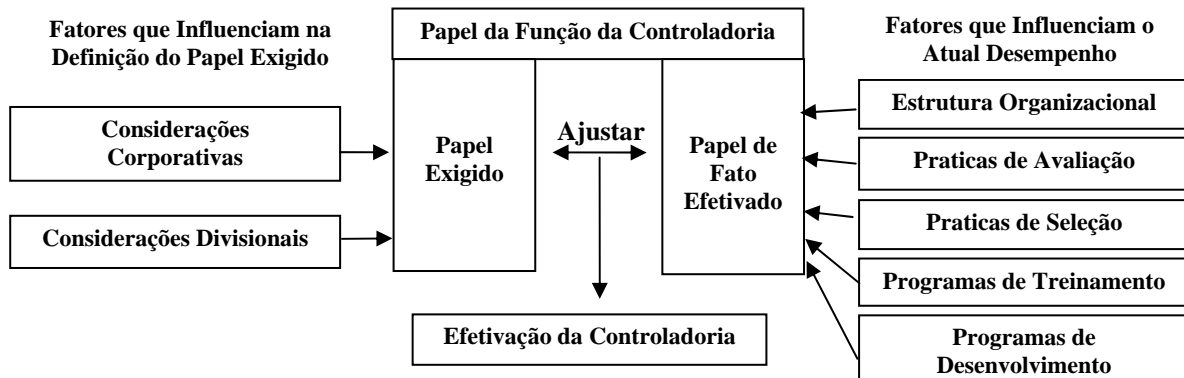 Fatores que Influenciam na
Definição do Papel Exigido
Considerações
Corporativas
Considerações Divisionais
Papel da Função da Controladoria
Papel
Exigido
Ajustar
Papel de
Fato
Efetivado
Efetivação da Controladoria
Fatores que Influenciam o
Atual Desempenho
Estrutura Organizacional
Praticas de Avaliação
Praticas de Seleção
Programas de Treinamento
Programas de
Desenvolvimento